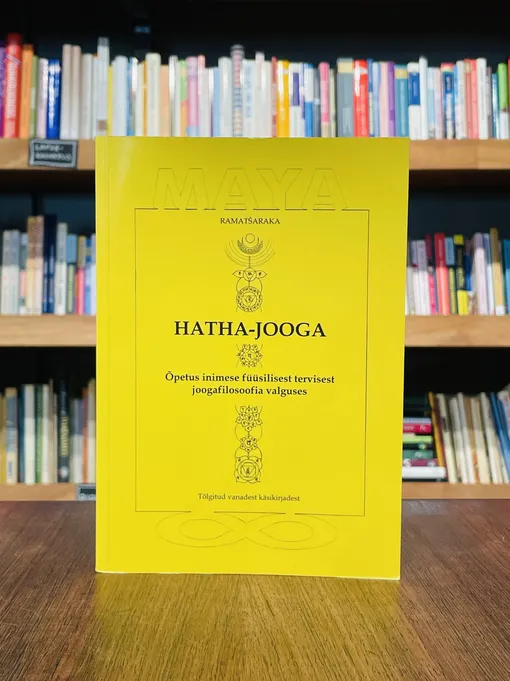 MAYA
RAMATŠARAKA
HATHA-JOOGA
Õpetus inimese füüsilisest tervisest
joogafilosoofia valguses
Tõlgitud vanadest käsikirjadest